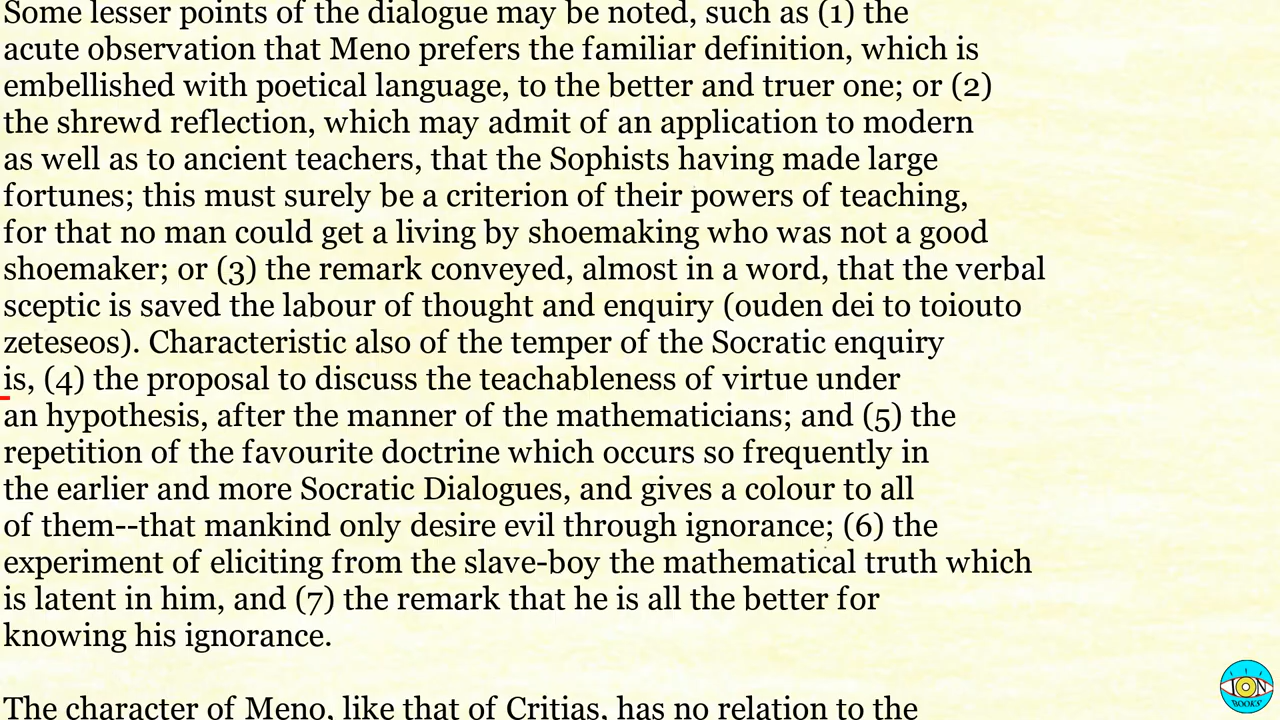 Some lesser points of the dialogue may be noted, such as (1) the
acute observation that Meno prefers the familiar definition, which is
embellished with poetical language, to the better and truer one; or (2)
the shrewd reflection, which may admit of an application to modern
as well as to ancient teachers, that the Sophists having made large
fortunes; this must surely be a criterion of their powers of teaching,
for that no man could get a living by shoemaking who was not a good
shoemaker; or (3) the remark conveyed, almost in a word, that the verbal
sceptic is saved the labour of thought and enquiry (ouden dei to toiouto
zeteseos). Characteristic also of the temper of the Socratic enquiry
is, (4) the proposal to discuss the teachableness of virtue under
an hypothesis, after the manner of the mathematicians; and (5) the
repetition of the favourite doctrine which occurs so frequently in
the earlier and more Socratic Dialogues, and gives a colour to all
of them--that mankind only desire evil through ignorance; (6) the
experiment of eliciting from the slave-boy the mathematical truth which
is latent in him, and (7) the remark that he is all the better for
knowing his ignorance.
The character of Meno, like that of Critias, has no relation to the
ION
BOOKS